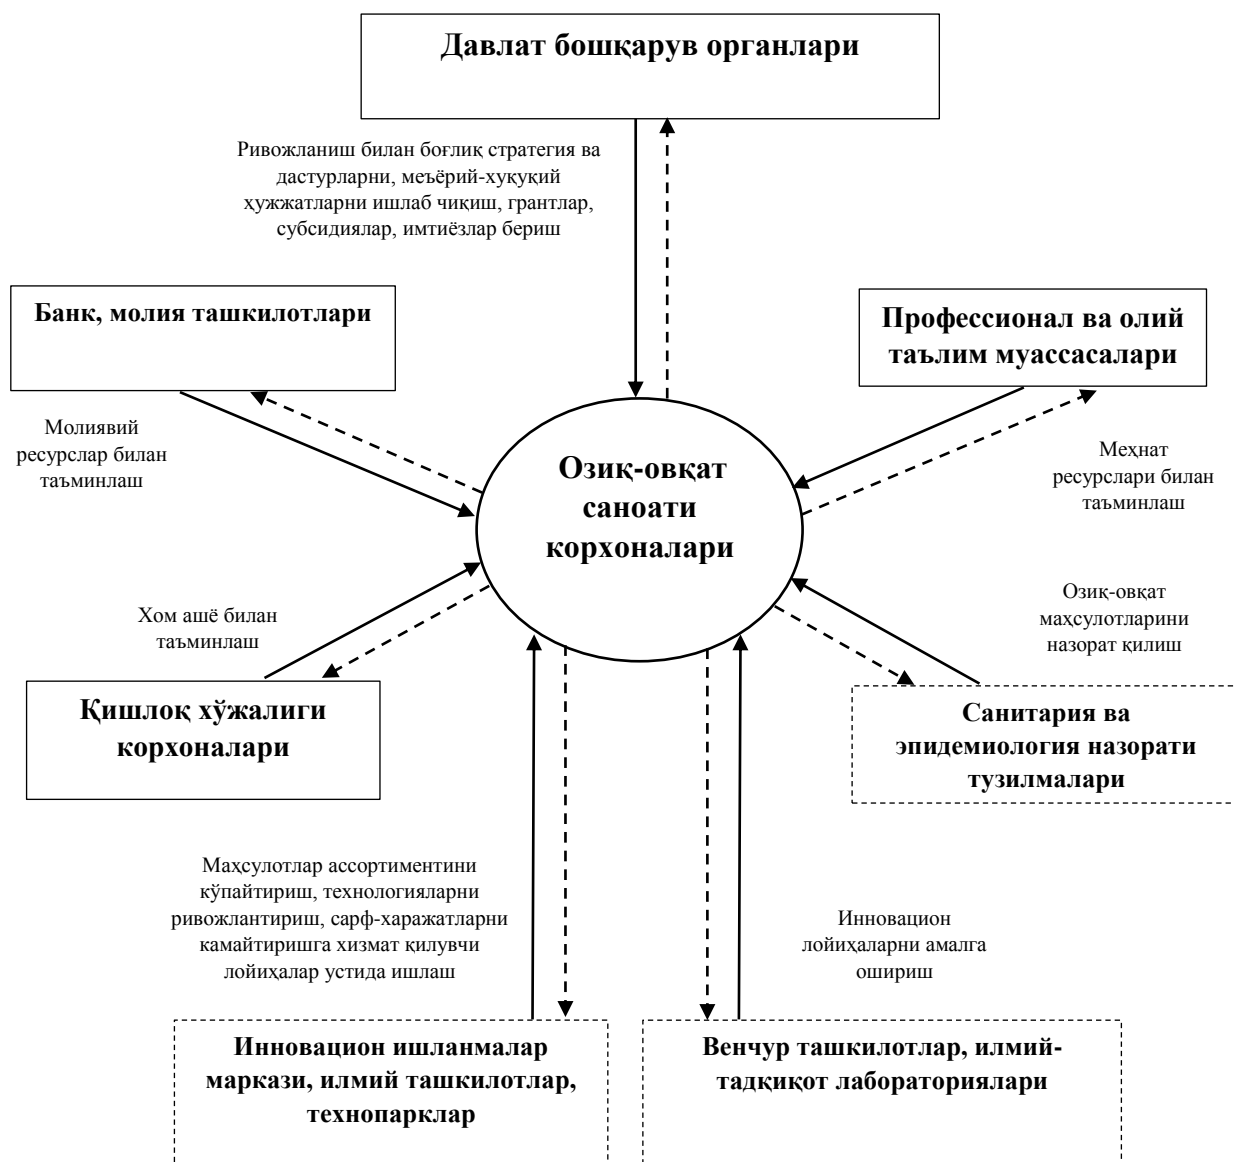 Давлат бошқарув органлари
Ривожланиш билан боғлиқ стратегия ва
дастурларни, меъёрий-хуқуқий
ҳужжатларни ишлаб чиқиш, грантлар,
субсидиялар, имтиёзлар бериш
Банк, молия ташкилотлари
Профессионал ва олий
таълим муассасалари
Молиявий
ресурслар билан
таъминлаш
Озиқ-овқат
саноати
корхоналари
Меҳнат
ресурслари билан
таъминлаш
Хом ашё билан
таъминлаш
Озиқ-овқат
маҳсулотларини
назорат қилиш
Қишлоқ хўжалиги
корхоналари
Санитария ва
эпидемиология назорати
тузилмалари
Маҳсулотлар ассортиментини
кўпайтириш, технологияларни
ривожлантириш, сарф-харажатларни
камайтиришга хизмат қилувчи
лойиҳалар устида ишлаш
Инновацион
лойиҳаларни амалга
ошириш
Инновацион ишланмалар
маркази, илмий ташкилотлар,
технопарклар
Венчур ташкилотлар, илмий-
тадқиқот лабораториялари